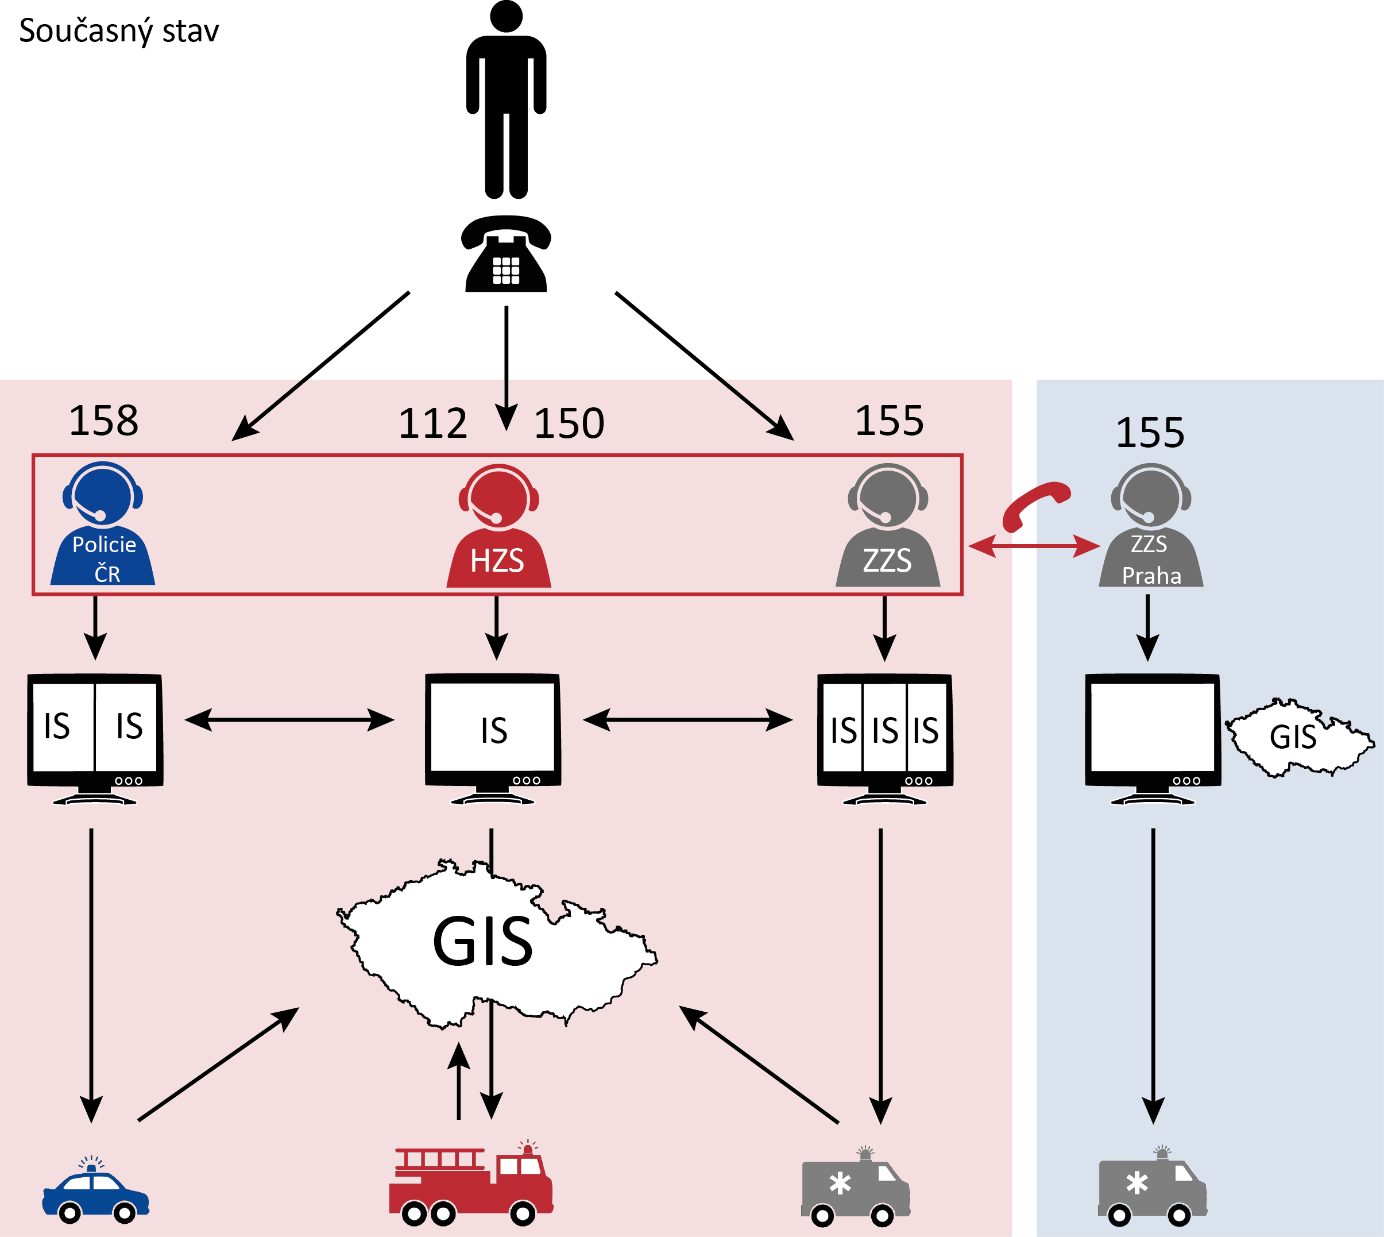 Současný stav
158
112
150
155
155
Policie
ČR
HZS
ZZS
ZZS
Praha
IS
IS
IS
IS
IS
IS
GIS
GIS